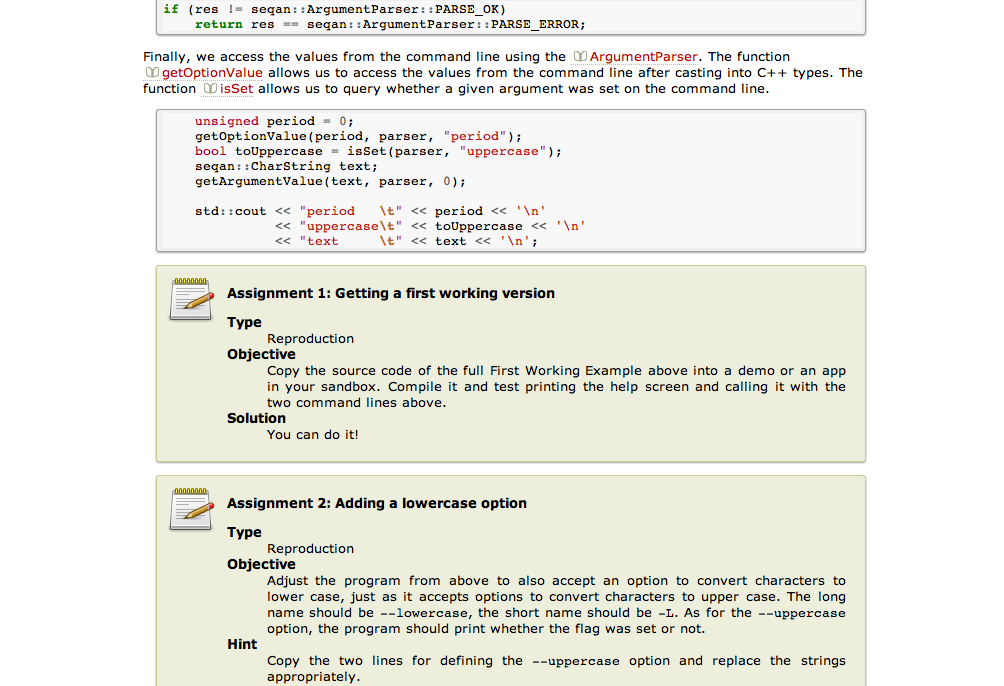 if (res != seqan::ArgumentParser::PARSE_OK)
    return res == seqan::ArgumentParser::PARSE_ERROR;
Finally, we access the values from the command line using the ArgumentParser. The function
getOptionValue allows us to access the values from the command line after casting into C++ types. The
function isSet allows us to query whether a given argument was set on the command line.
unsigned period = 0;
getOptionValue(period, parser, "period");
bool toUppercase = isSet(parser, "uppercase");
seqan::CharString text;
getArgumentValue(text, parser, 0);
std::cout << "period   \t" << period << '\n'
          << "uppercase\t" << toUppercase << '\n'
          << "text     \t" << text << '\n';
Assignment 1: Getting a first working version
Type
Reproduction
Objective
Copy the source code of the full First Working Example above into a demo or an app
in your sandbox. Compile it and test printing the help screen and calling it with the
two command lines above.
Solution
You can do it!
Assignment 2: Adding a lowercase option
Type
Reproduction
Objective
Adjust the program from above to also accept an option to convert characters to
lower case, just as it accepts options to convert characters to upper case. The long
name should be --lowercase, the short name should be -L. As for the --uppercase
option, the program should print whether the flag was set or not.
Hint
Copy the two lines for defining the --uppercase option and replace the strings
appropriately.